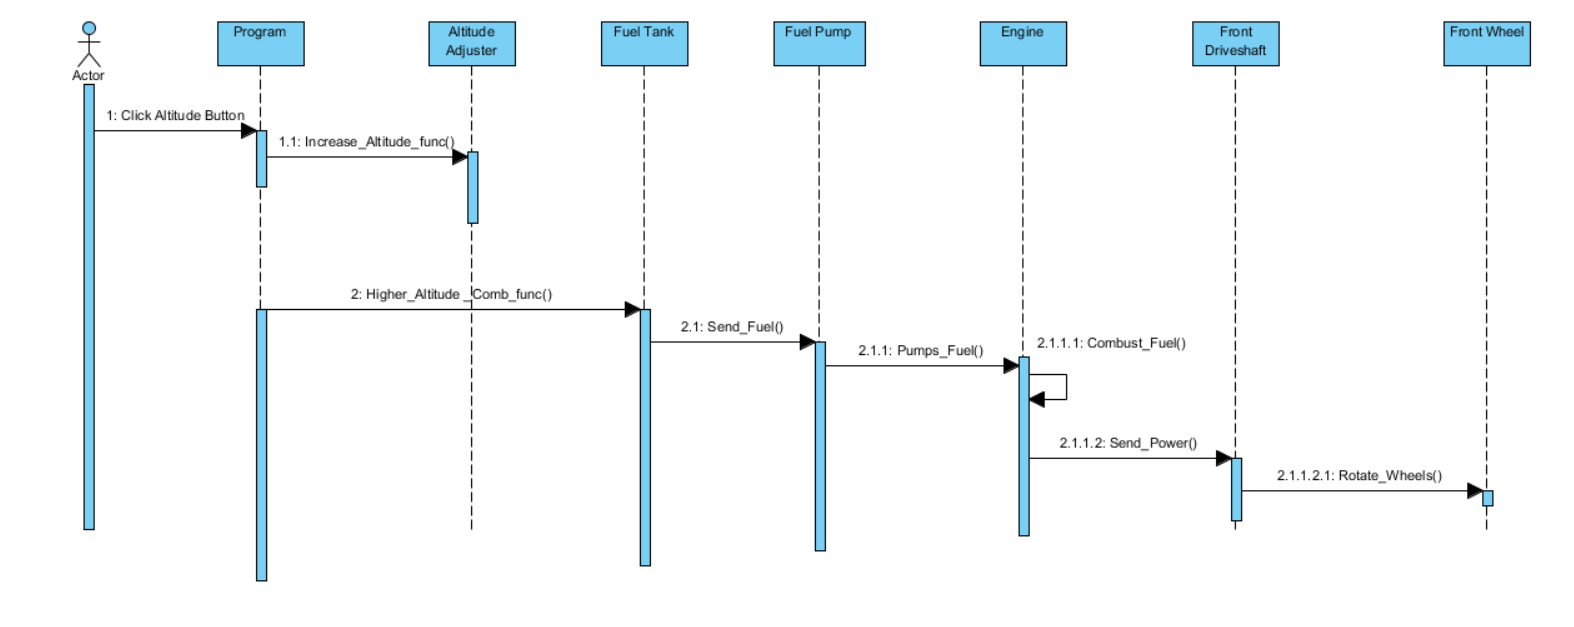 Program
Altitude
Adjuster
Fuel Tank
Fuel Pump
Engine
Front
Driveshaft
Front Wheel
Actor
1: Click Altitude Button
1.1: Increase_Altitude_func()
2: Higher_Altitude_Comb_func()
2.1: Send_Fuel()
2.1.1: Pumps_Fuel()
2.1.1.1: Combust_Fuel()
2.1.1.2: Send_Power()
2.1.1.2.1: Rotate_Wheels()